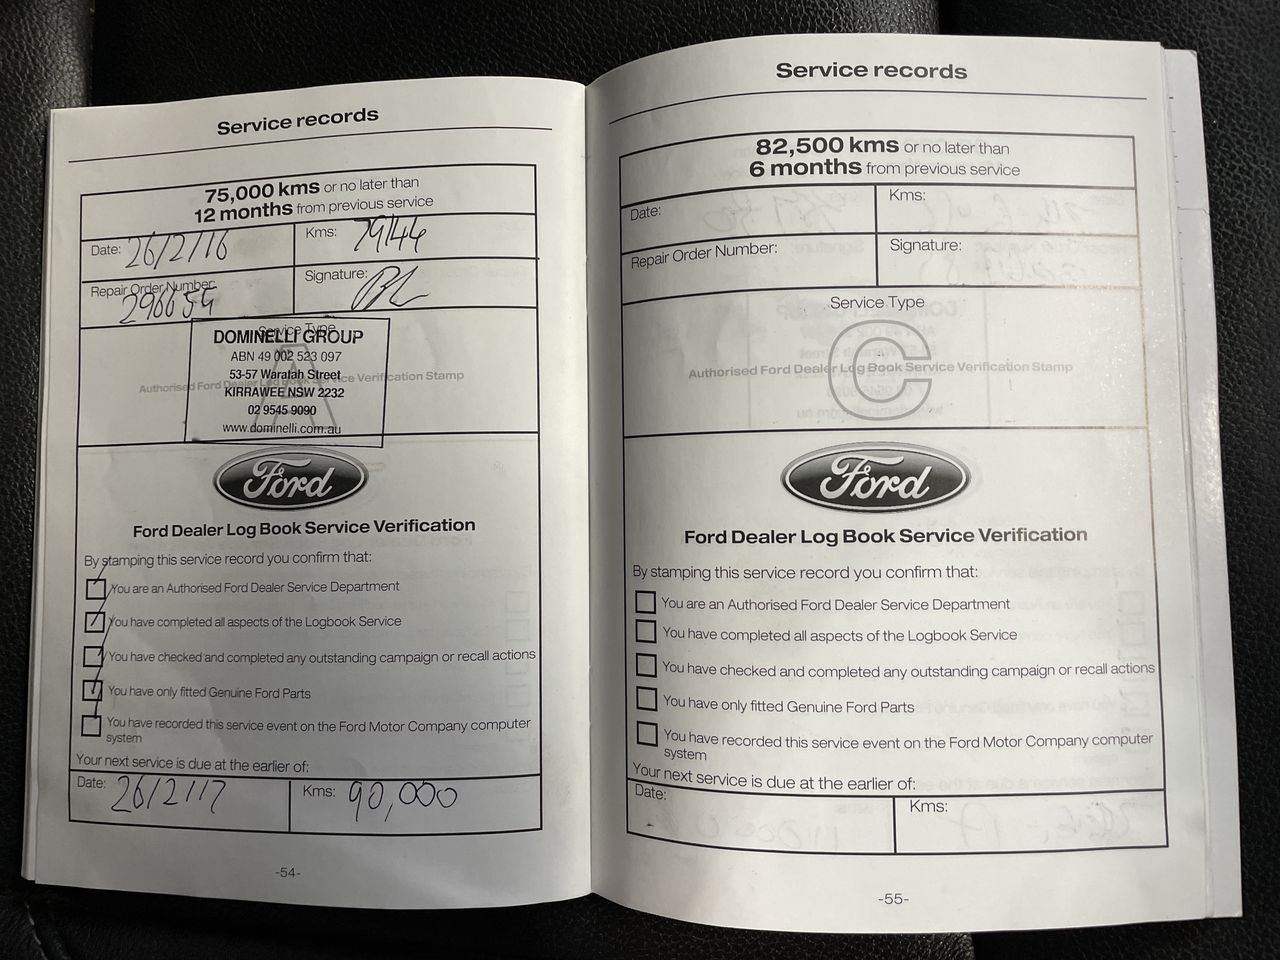 Service records
75,000 kms or no later than
12 months from previous service
Date: 26/2/16
Kms: 79144
Repair Order Number:
296659
Signature:
Service Type
A
Authorised Ford Dealer Log Book Service Verification Stamp
DOMINELLI GROUP
ABN 49 002 523 097
53-57 Waratah Street
KIRRAWEE NSW 2232
02 9545 9090
www.dominelli.com.au
Ford
Ford Dealer Log Book Service Verification
By stamping this service record you confirm that:
You are an Authorised Ford Dealer Service Department
You have completed all aspects of the Logbook Service
You have checked and completed any outstanding campaign or recall actions
You have only fitted Genuine Ford Parts
You have recorded this service event on the Ford Motor Company computer
system
Your next service is due at the earlier of:
Date: 26/2/17
Kms: 90,000
-54-
Service records
82,500 kms or no later than
6 months from previous service
Date:
Kms:
Repair Order Number:
Signature:
Service Type
C
Authorised Ford Dealer Log Book Service Verification Stamp
Ford
Ford Dealer Log Book Service Verification
By stamping this service record you confirm that:
You are an Authorised Ford Dealer Service Department
You have completed all aspects of the Logbook Service
You have checked and completed any outstanding campaign or recall actions
You have only fitted Genuine Ford Parts
You have recorded this service event on the Ford Motor Company computer
system
Your next service is due at the earlier of:
Date:
Kms:
-55-